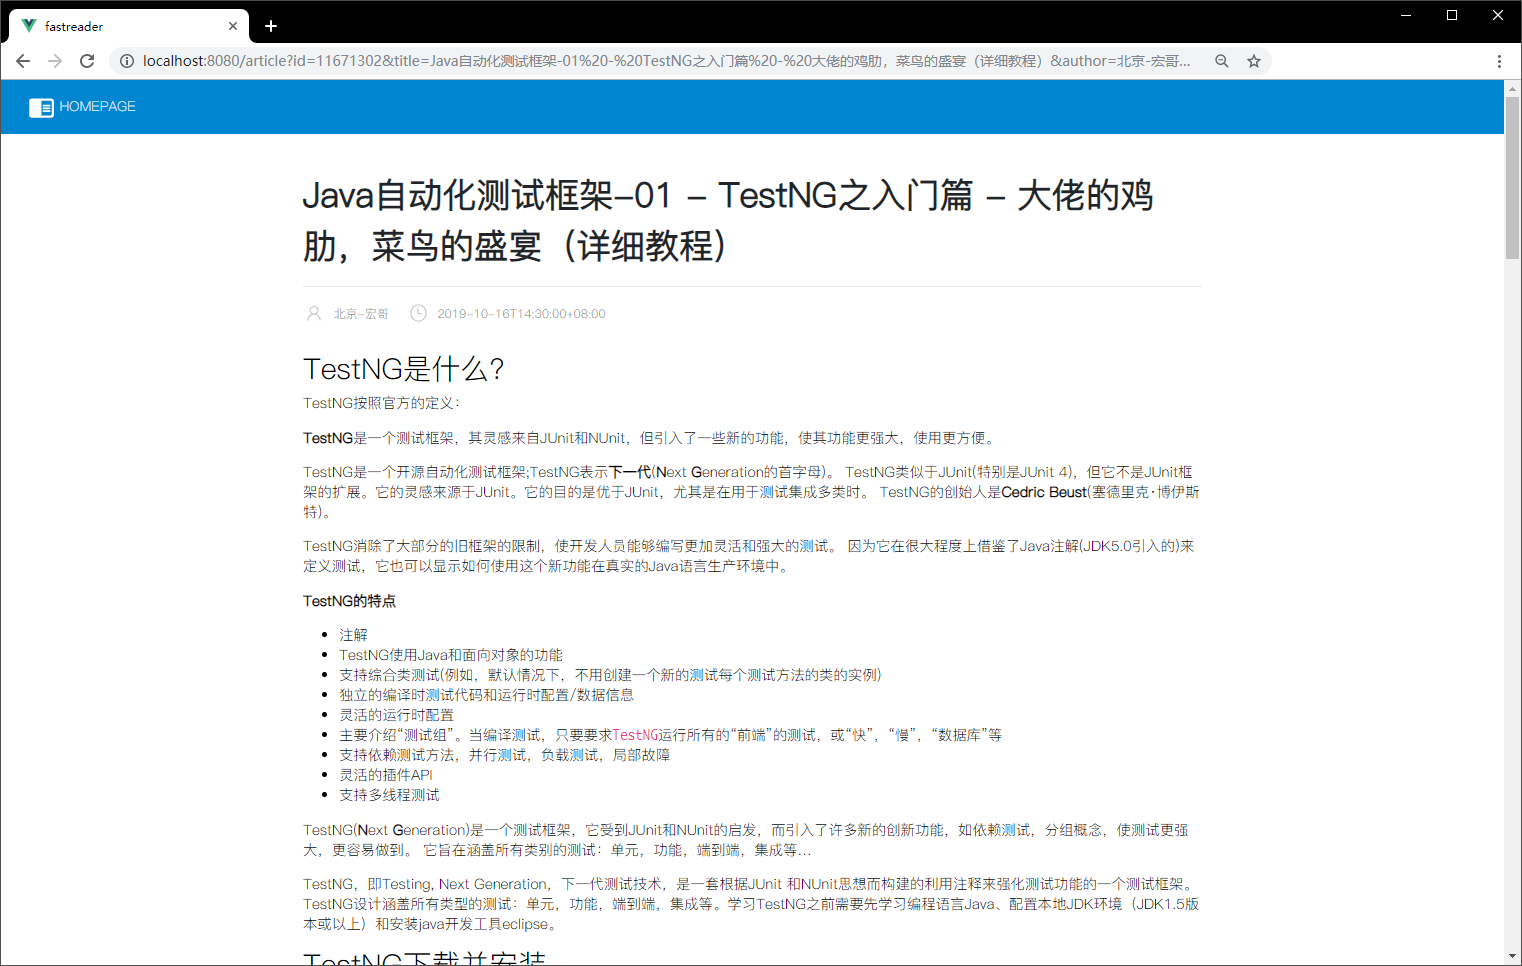 fastreader
localhost:8080/article?id=11671302&title=Java自动化测试框架-01%20-%20TestNG之入门篇%20-%20大佬的鸡肋，菜鸟的盛宴（详细教程）&author=北京-宏哥...
HOMEPAGE
Java自动化测试框架-01 - TestNG之入门篇 - 大佬的鸡
肋，菜鸟的盛宴（详细教程）
北京-宏哥 2019-10-16T14:30:00+08:00
TestNG是什么？
TestNG按照官方的定义：
TestNG是一个测试框架，其灵感来自JUnit和NUnit，但引入了一些新的功能，使其功能更强大，使用更方便。
TestNG是一个开源自动化测试框架;TestNG表示下一代(Next Generation的首字母)。 TestNG类似于JUnit(特别是JUnit 4)，但它不是JUnit框
架的扩展。它的灵感来源于JUnit。它的目的是优于JUnit，尤其是在用于测试集成多类时。 TestNG的创始人是Cedric Beust(塞德里克·博伊斯
特)。
TestNG消除了大部分的旧框架的限制，使开发人员能够编写更加灵活和强大的测试。 因为它在很大程度上借鉴了Java注解(JDK5.0引入的)来
定义测试，它也可以显示如何使用这个新功能在真实的Java语言生产环境中。
TestNG的特点
注解
TestNG使用Java和面向对象的功能
支持综合类测试(例如，默认情况下，不用创建一个新的测试每个测试方法的类的实例)
独立的编译时测试代码和运行时配置/数据信息
灵活的运行时配置
主要介绍“测试组”。当编译测试，只要要求TestNG运行所有的“前端”的测试，或“快”，“慢”，“数据库”等
支持依赖测试方法，并行测试，负载测试，局部故障
灵活的插件API
支持多线程测试
TestNG(Next Generation)是一个测试框架，它受到JUnit和NUnit的启发，而引入了许多新的创新功能，如依赖测试，分组概念，使测试更强
大，更容易做到。 它旨在涵盖所有类别的测试：单元，功能，端到端，集成等...
TestNG，即Testing, Next Generation，下一代测试技术，是一套根据JUnit 和NUnit思想而构建的利用注释来强化测试功能的一个测试框架。
TestNG设计涵盖所有类型的测试：单元，功能，端到端，集成等。学习TestNG之前需要先学习编程语言Java、配置本地JDK环境（JDK1.5版
本或以上）和安装java开发工具eclipse。
TestNG下载并安装